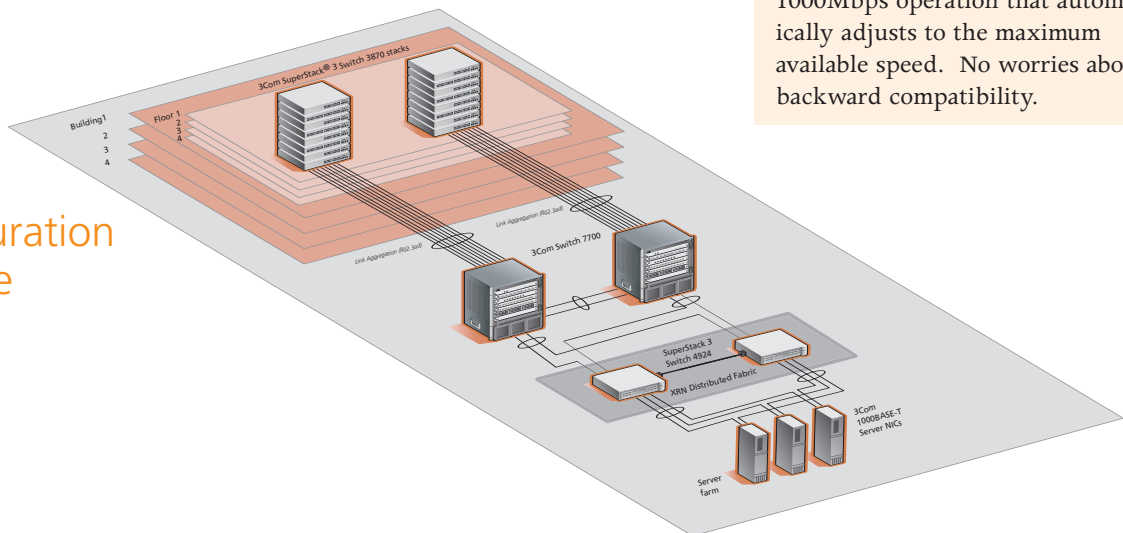 1000Mbps operation that autom
ically adjusts to the maximum
available speed. No worries abo
backward compatibility.
3Com SuperStack® 3 Switch 3870 stacks
Building1
2
3
4
Floor 1
2
3
4
uration
e
Link Aggregation (802.3ad)
Link Aggregation (802.3ad)
3Com Switch 7700
SuperStack 3
Switch 4924
XRN Distributed Fabric
3Com
1000BASE-T
Server NICs
Server
farm